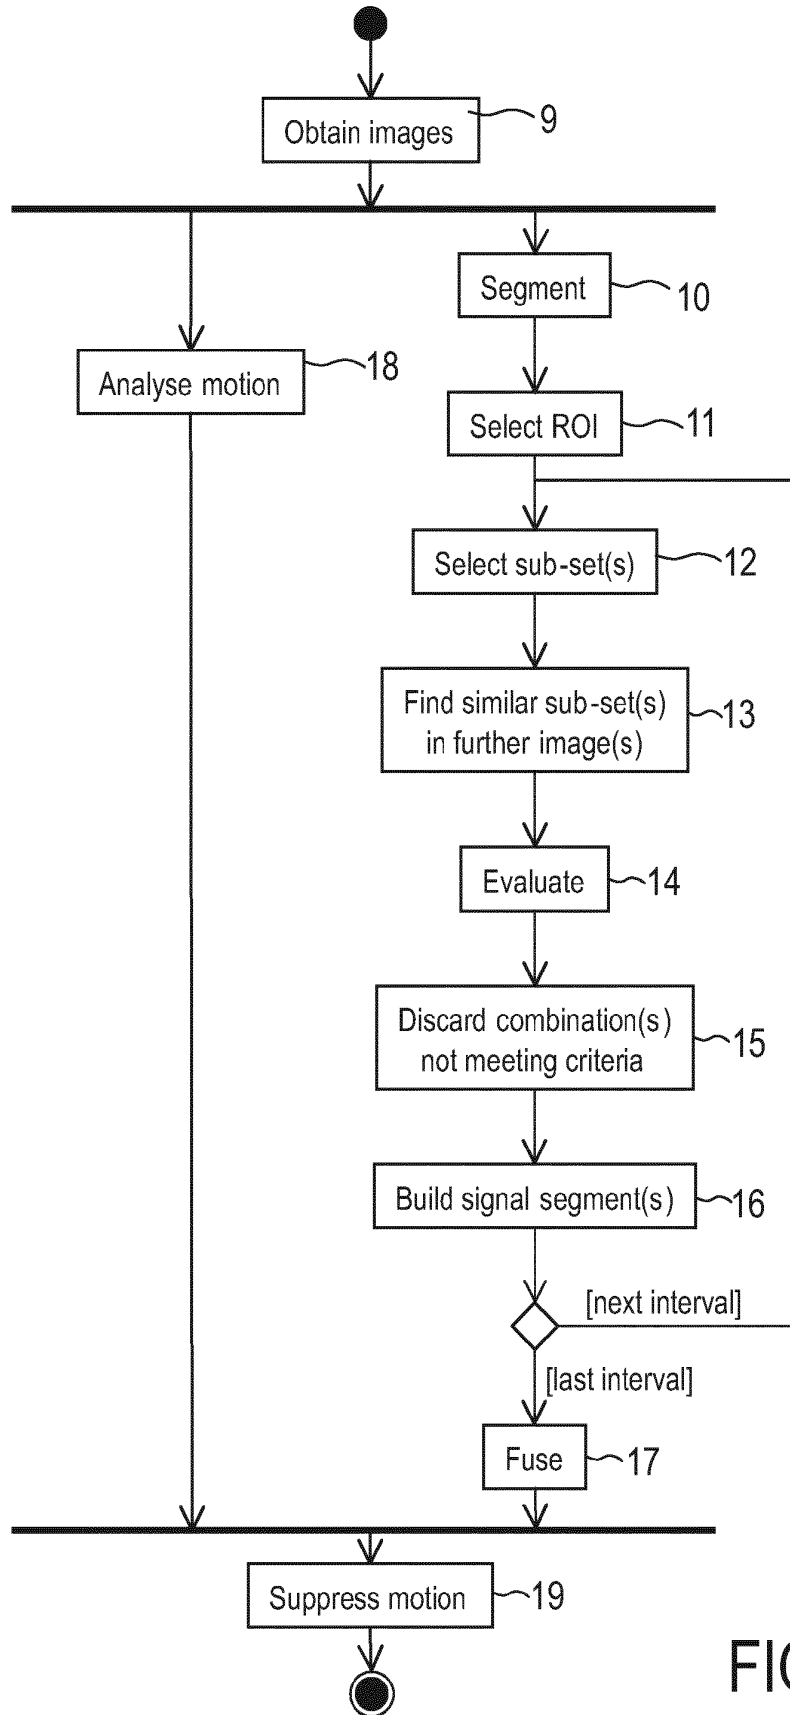 Obtain images
9
Segment
10
Analyse motion
18
Select ROI
11
Select sub-set(s)
12
Find similar sub-set(s)
in further image(s)
13
Evaluate
14
Discard combination(s)
not meeting criteria
15
Build signal segment(s)
16
[next interval]
[last interval]
Fuse
17
Suppress motion
19